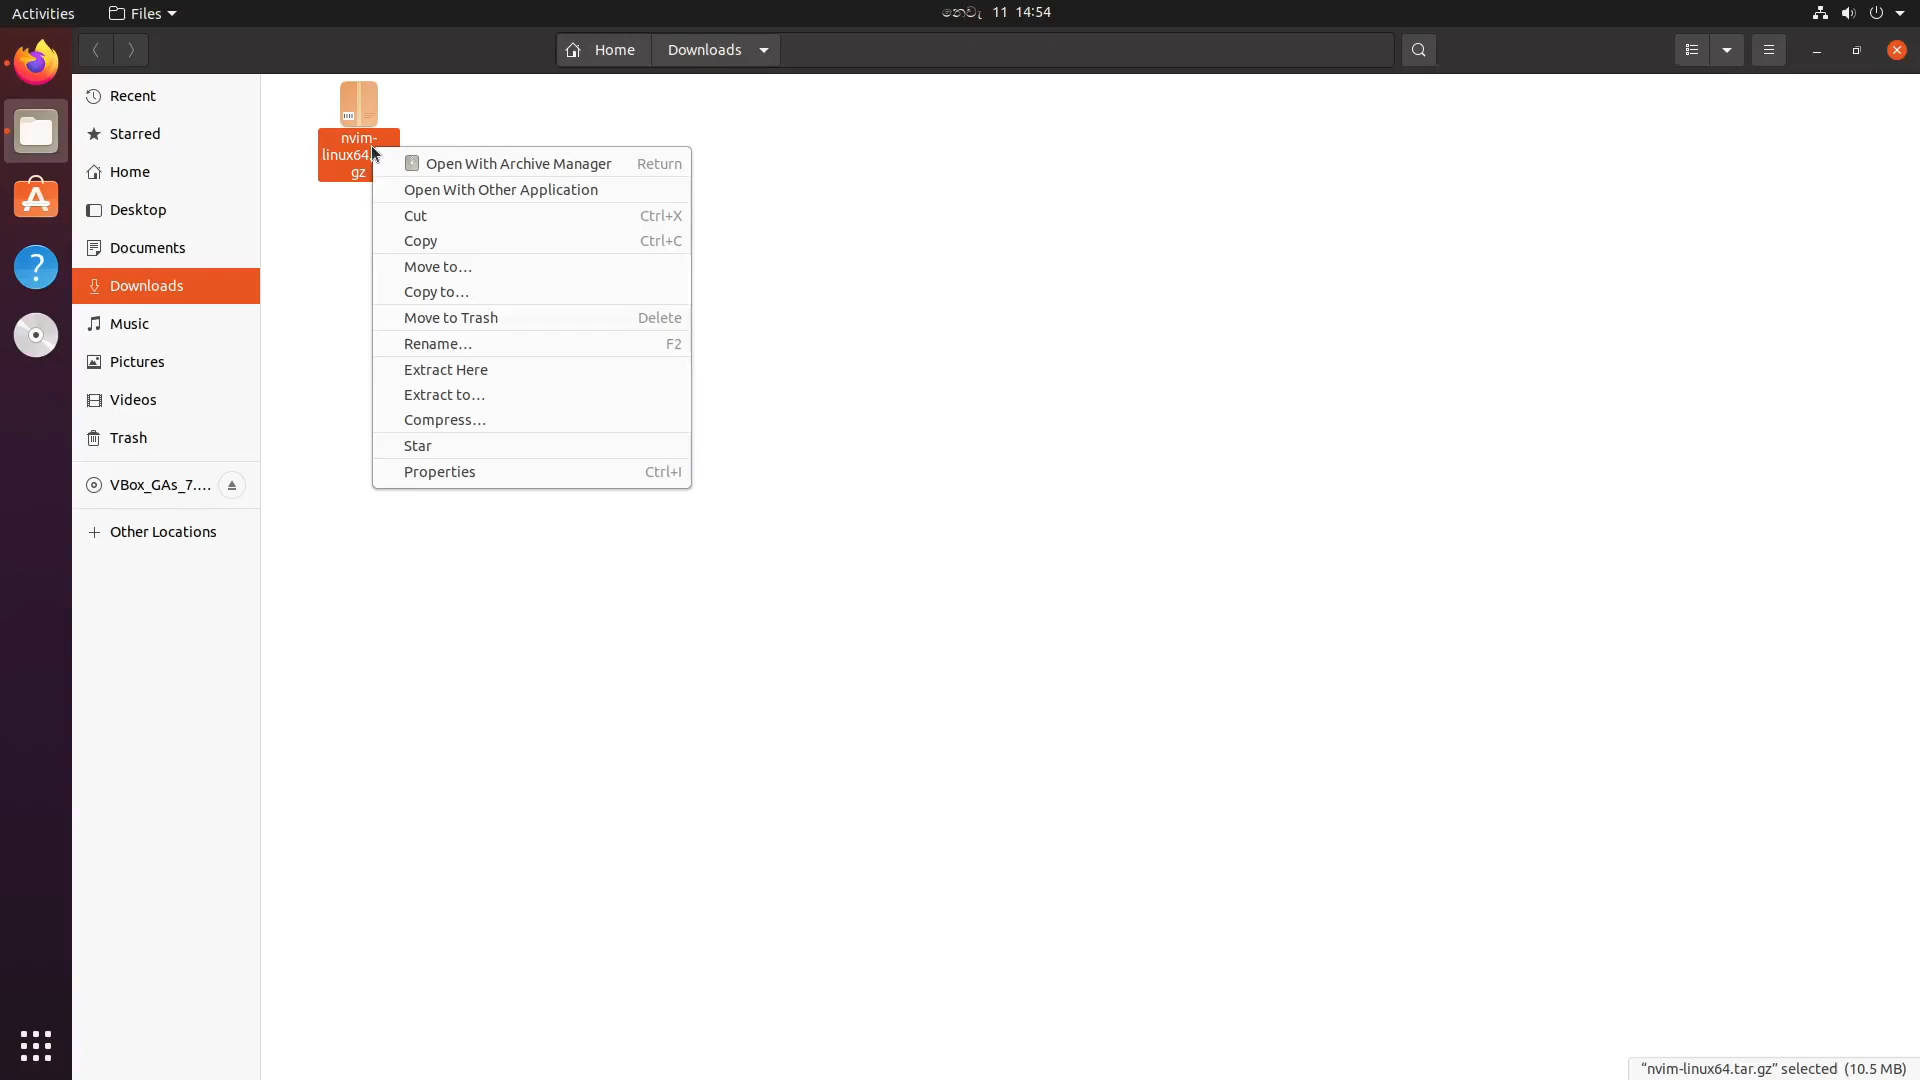 Activities Files නොවැ 11 14:54
Home Downloads
Recent
Starred
Home
Desktop
Documents
Downloads
Music
Pictures
Videos
Trash
VBox_GAs_7....
Other Locations
nvim-
linux64.
gz
Open With Archive Manager Return
Open With Other Application
Cut Ctrl+X
Copy Ctrl+C
Move to…
Copy to…
Move to Trash Delete
Rename… F2
Extract Here
Extract to…
Compress…
Star
Properties Ctrl+I
“nvim-linux64.tar.gz” selected (10.5 MB)